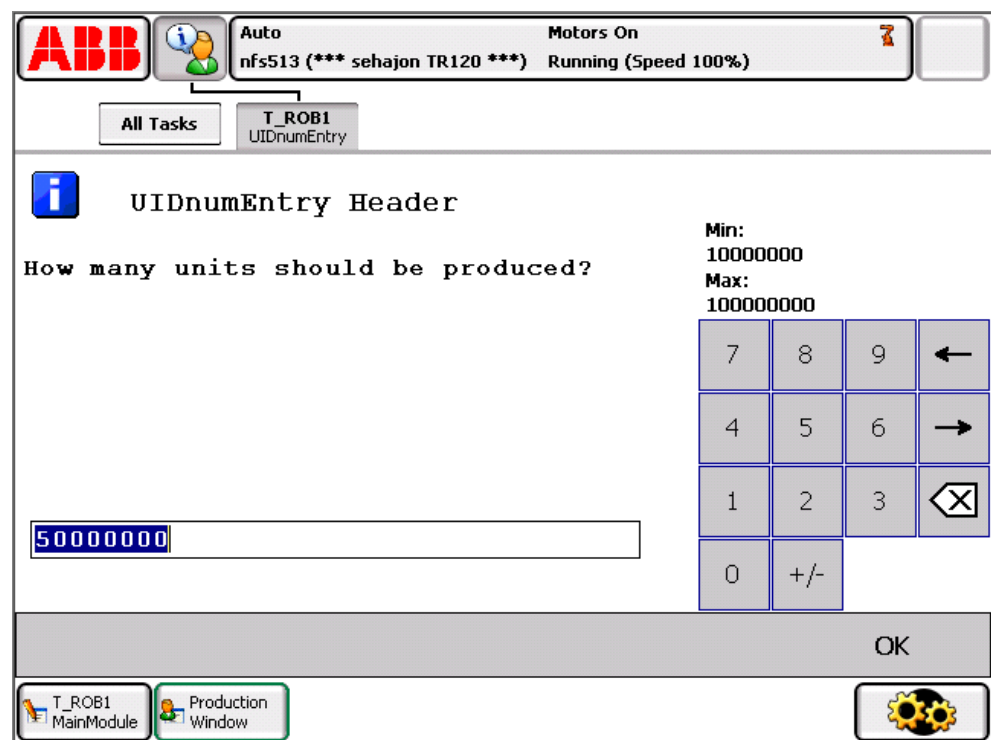 ABB
Auto
Motors On
nfs513 (*** sehajon TR120 ***)
Running (Speed 100%)
All Tasks
T_ROB1
UIDnumEntry
i
UIDnumEntry Header
How many units should be produced?
Min:
10000000
Max:
100000000
7 8 9 ←
4 5 6 →
1 2 3
50000000
0 +/-
OK
T_ROB1
MainModule
Production
Window